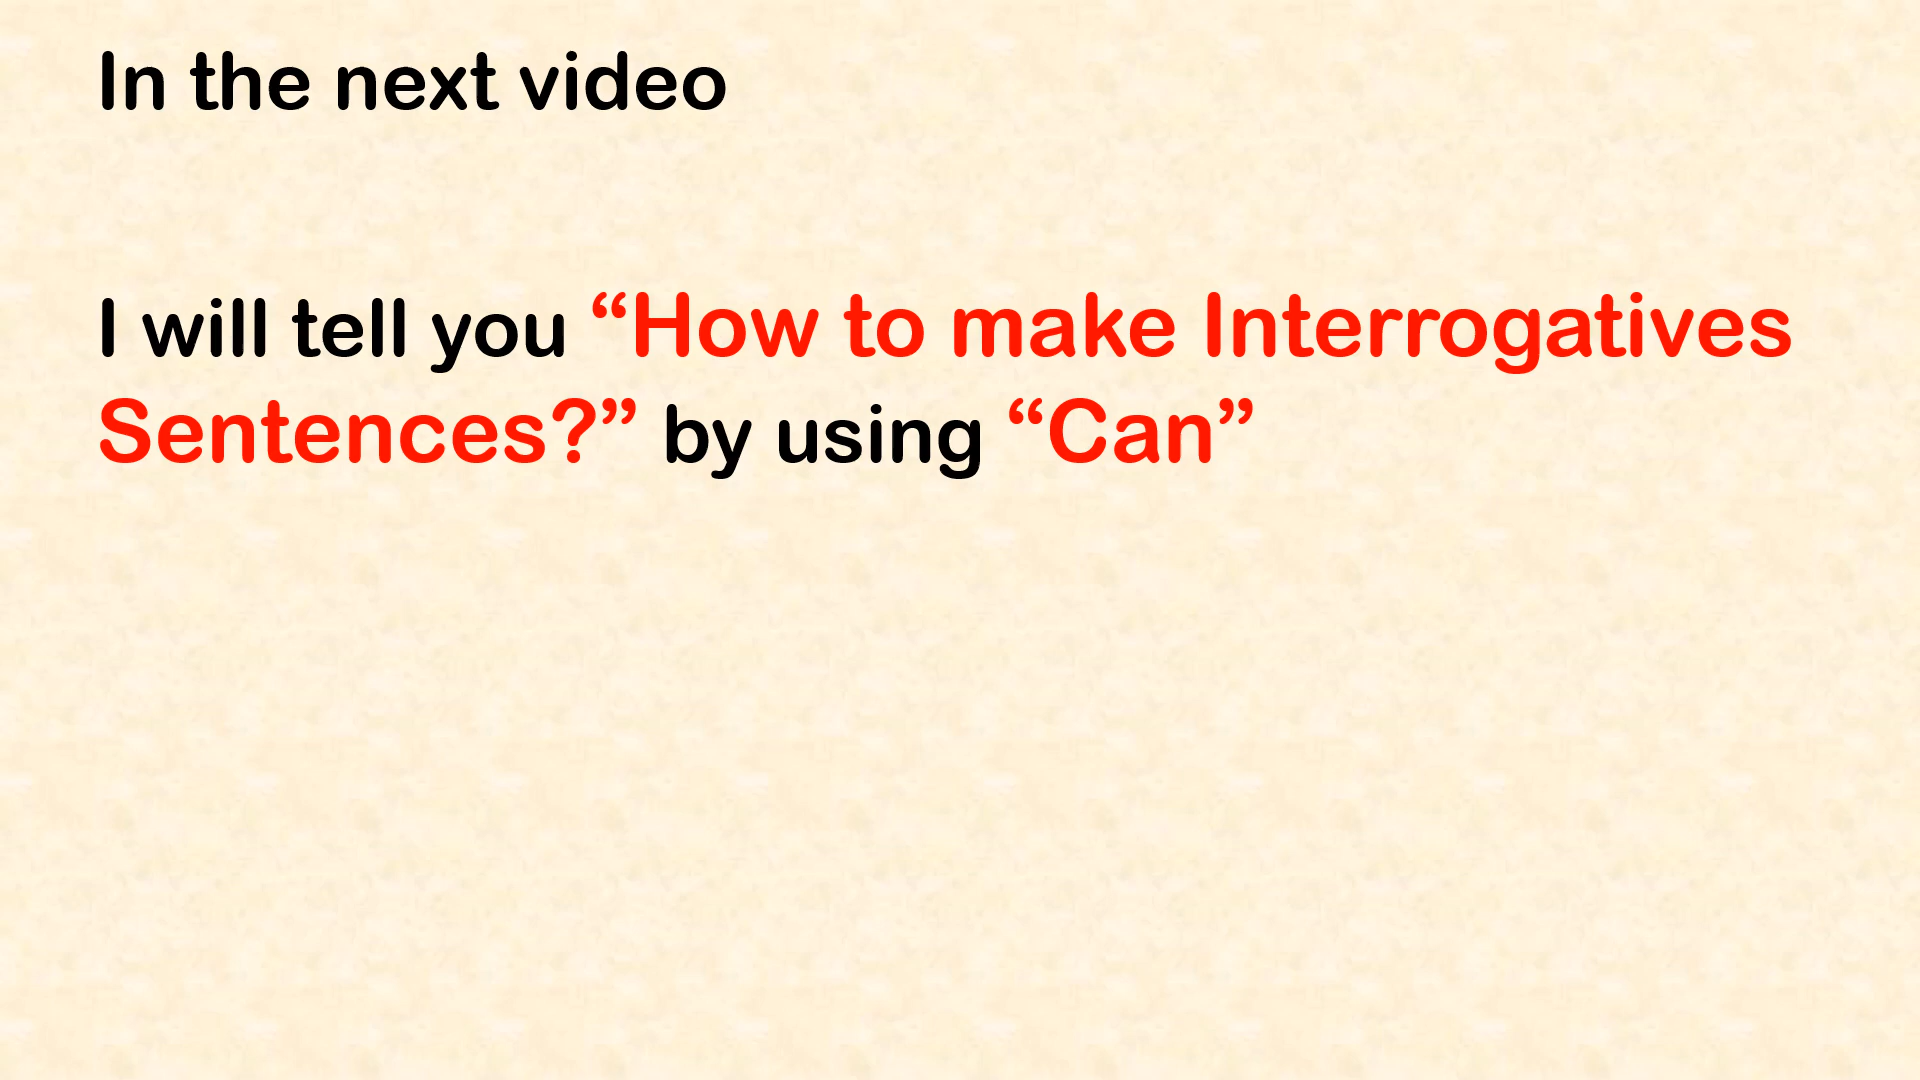 In the next video
I will tell you “How to make Interrogatives
Sentences?” by using “Can”